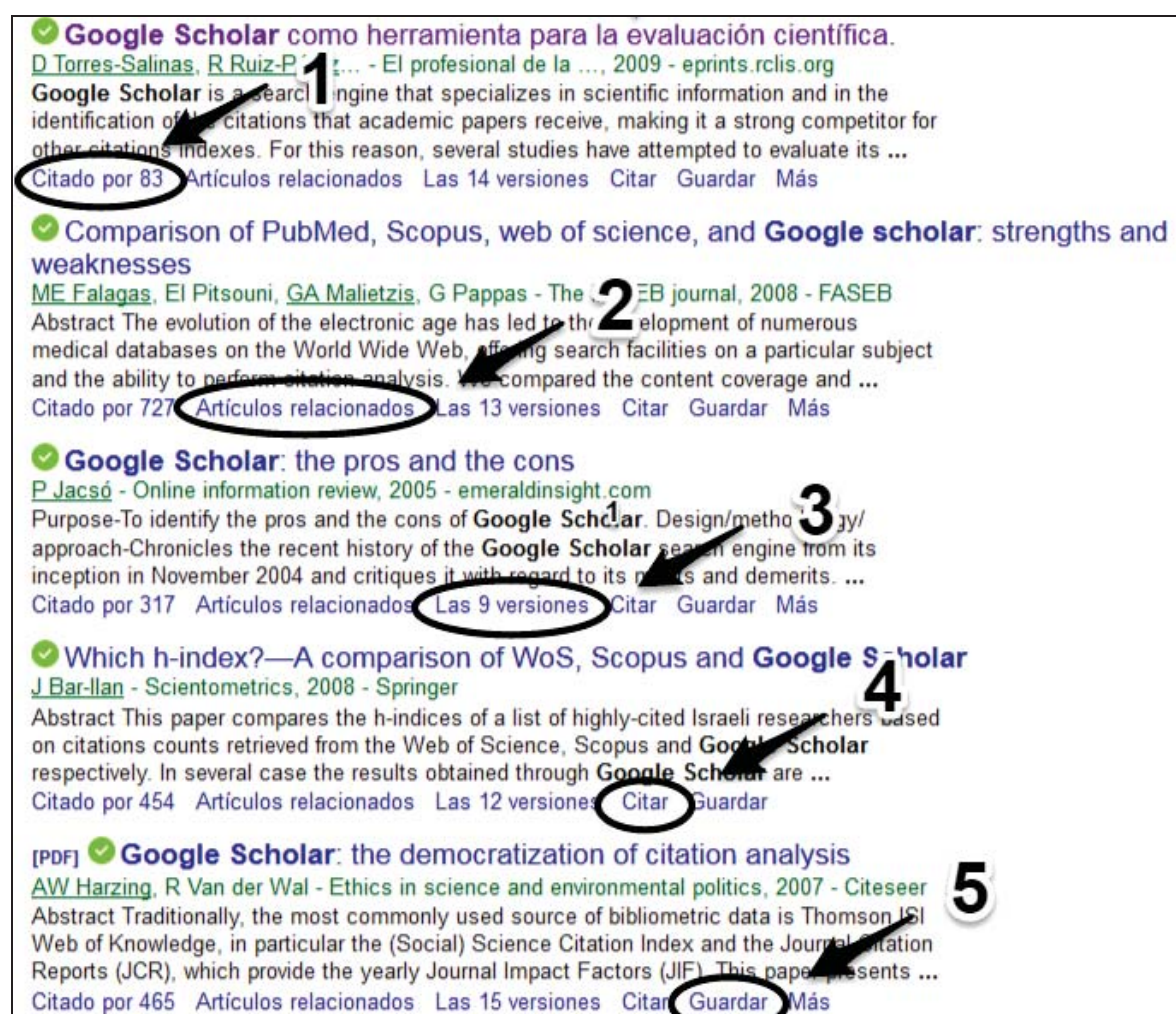 Google Scholar como herramienta para la evaluación científica.
D Torres-Salinas, R Ruiz-P z... - El profesional de la ..., 2009 - eprints.rclis.org
1
Google Scholar is a search engine that specializes in scientific information and in the
identification of the citations that academic papers receive, making it a strong competitor for
other citations indexes. For this reason, several studies have attempted to evaluate its ...
Citado por 83 Artículos relacionados Las 14 versiones Citar Guardar Más
Comparison of PubMed, Scopus, web of science, and Google scholar: strengths and
weaknesses
ME Falagas, EI Pitsouni, GA Malietzis, G Pappas - The EB journal, 2008 - FASEB
2
Abstract The evolution of the electronic age has led to the elopment of numerous
medical databases on the World Wide Web, offering search facilities on a particular subject
and the ability to perform citation analysis. We compared the content coverage and ...
Citado por 727 Artículos relacionados Las 13 versiones Citar Guardar Más
Google Scholar: the pros and the cons
P Jacsó - Online information review, 2005 - emeraldinsight.com
3
Purpose-To identify the pros and the cons of Google Scholar. Design/metho gy/
1
approach-Chronicles the recent history of the Google Scholar search engine from its
inception in November 2004 and critiques it with regard to its merits and demerits. ...
Citado por 317 Artículos relacionados Las 9 versiones Citar Guardar Más
Which h-index?—A comparison of WoS, Scopus and Google Scholar
J Bar-Ilan - Scientometrics, 2008 - Springer
4
Abstract This paper compares the h-indices of a list of highly-cited Israeli researchers based
on citations counts retrieved from the Web of Science, Scopus and Google Scholar
respectively. In several case the results obtained through Google Scholar are ...
Citado por 454 Artículos relacionados Las 12 versiones Citar Guardar
[PDF] Google Scholar: the democratization of citation analysis
AW Harzing, R Van der Wal - Ethics in science and environmental politics, 2007 - Citeseer
5
Abstract Traditionally, the most commonly used source of bibliometric data is Thomson ISI
Web of Knowledge, in particular the (Social) Science Citation Index and the Journal Citation
Reports (JCR), which provide the yearly Journal Impact Factors (JIF). This paper presents ...
Citado por 465 Artículos relacionados Las 15 versiones Citar Guardar Más